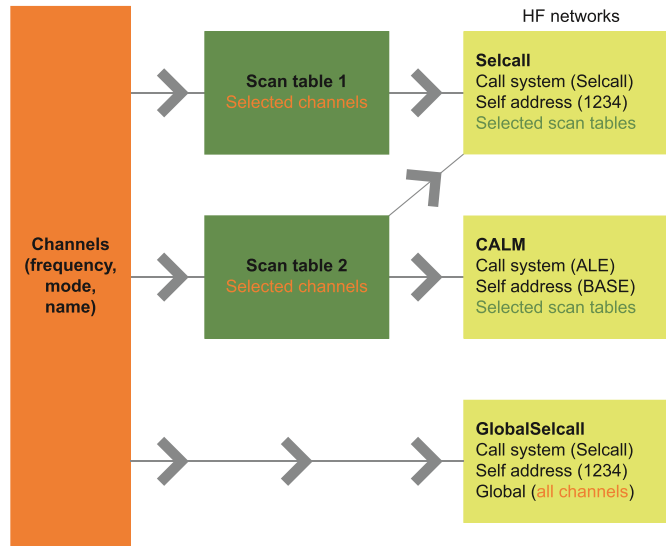 HF networks
Scan table 1
Selected channels
Selcall
Call system (Selcall)
Self address (1234)
Selected scan tables
Channels
(frequency,
mode,
name)
Scan table 2
Selected channels
CALM
Call system (ALE)
Self address (BASE)
Selected scan tables
GlobalSelcall
Call system (Selcall)
Self address (1234)
Global (all channels)